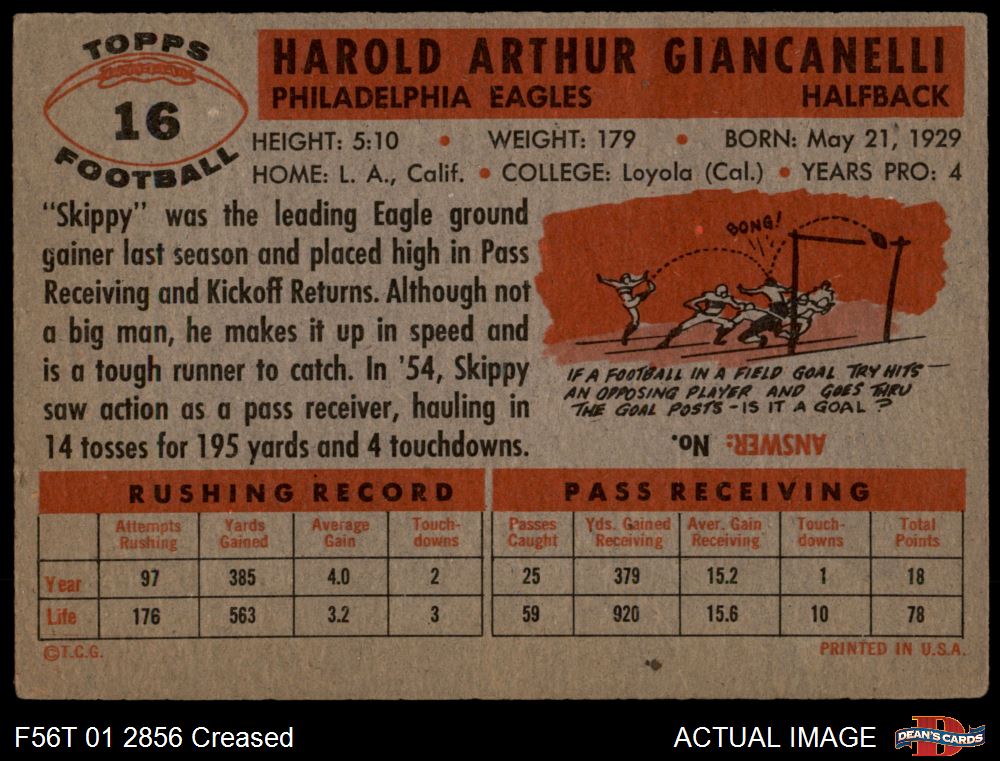 TOPPS
16
FOOTBALL
HAROLD ARTHUR GIANCANELLI
PHILADELPHIA EAGLES HALFBACK
HEIGHT: 5:10 • WEIGHT: 179 • BORN: May 21, 1929
HOME: L. A., Calif. • COLLEGE: Loyola (Cal.) • YEARS PRO: 4
"Skippy" was the leading Eagle ground
gainer last season and placed high in Pass
Receiving and Kickoff Returns. Although not
a big man, he makes it up in speed and
is a tough runner to catch. In '54, Skippy
saw action as a pass receiver, hauling in
14 tosses for 195 yards and 4 touchdowns.
BONG!
IF A FOOTBALL IN A FIELD GOAL TRY HITS
AN OPPOSING PLAYER AND GOES THRU
THE GOAL POSTS - IS IT A GOAL ?
ANSWER: No.
RUSHING RECORD
Attempts Rushing Yards Gained Average Gain Touch-downs
Year 97 385 4.0 2
Life 176 563 3.2 3
PASS RECEIVING
Passes Caught Yds. Gained Receiving Aver. Gain Receiving Touch-downs Total Points
25 379 15.2 1 18
59 920 15.6 10 78
©T.C.G. PRINTED IN U.S.A.
F56T 01 2856 Creased ACTUAL IMAGE
DEAN'S CARDS